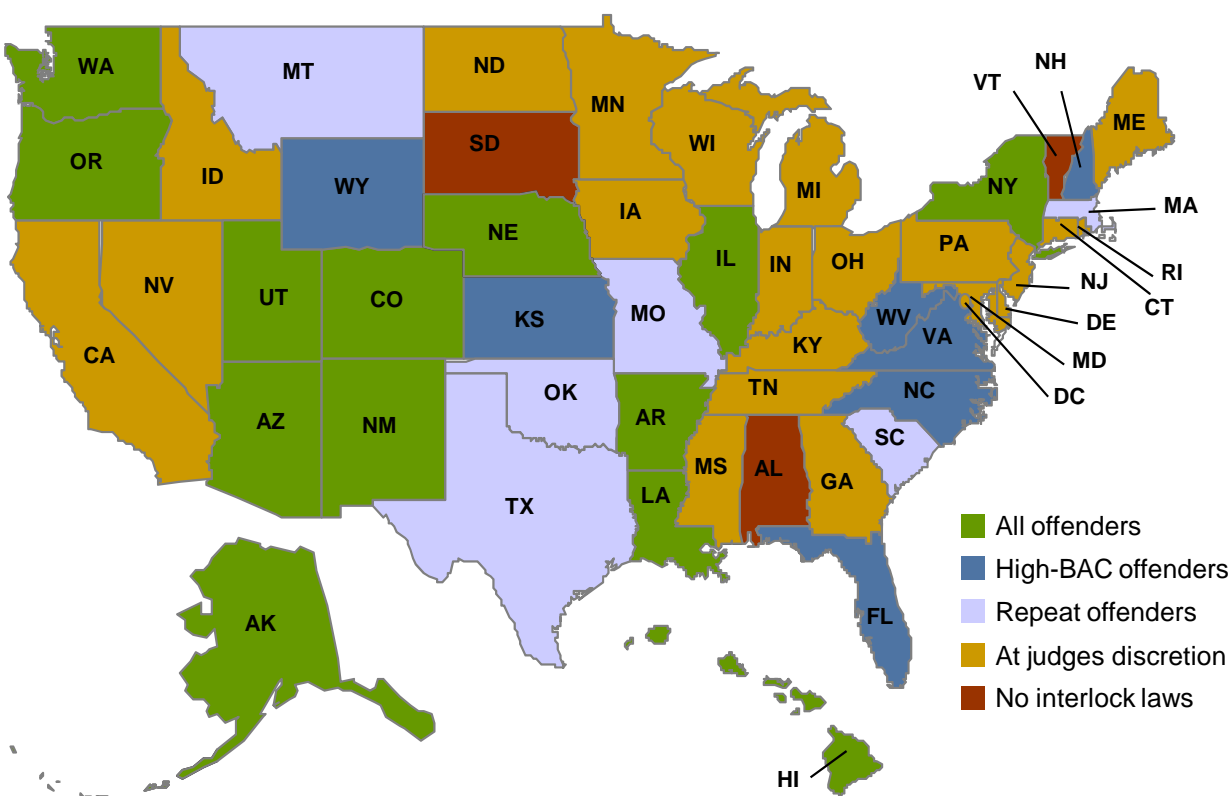 WA
MT
ND
MN
NH
VT
ME
OR
ID
WY
SD
WI
MI
NY
MA
NV
UT
CO
NE
IA
IL
IN
OH
PA
RI
NJ
CT
CA
KS
MO
WV
VA
DE
KY
MD
AZ
NM
OK
AR
TN
NC
DC
TX
LA
MS
AL
GA
SC
All offenders
High-BAC offenders
AK
FL
Repeat offenders
At judges discretion
No interlock laws
HI